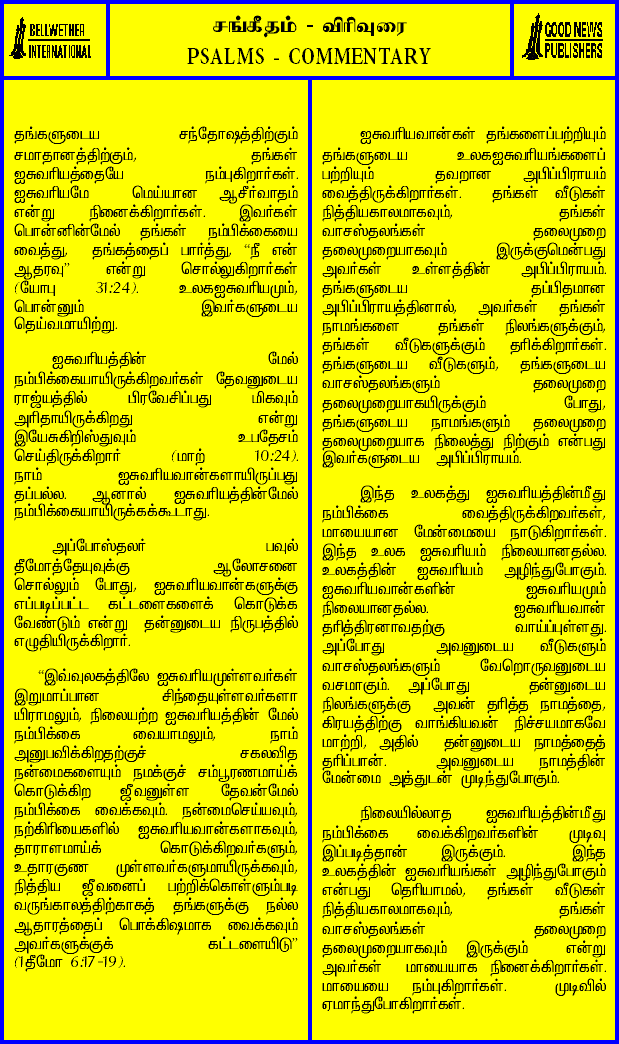 BELLWETHER
INTERNATIONAL
சங்கீதம் - விரிவுரை
PSALMS - COMMENTARY
GOOD NEWS
PUBLISHERS
தங்களுடைய சந்தோஷத்திற்கும்
சமாதானத்திற்கும், தங்கள்
ஐசுவரியத்தையே நம்புகிறார்கள்.
ஐசுவரியமே மெய்யான ஆசீர்வாதம்
என்று நினைக்கிறார்கள். இவர்கள்
பொன்னின்மேல் தங்கள் நம்பிக்கையை
வைத்து, தங்கத்தைப் பார்த்து, “நீ என்
ஆதரவு” என்று சொல்லுகிறார்கள்
(யோபு 31:24). உலகஐசுவரியமும்,
பொன்னும் இவர்களுடைய
தெய்வமாயிற்று.
ஐசுவரியத்தின் மேல்
நம்பிக்கையாயிருக்கிறவர்கள் தேவனுடைய
ராஜ்யத்தில் பிரவேசிப்பது மிகவும்
அரிதாயிருக்கிறது என்று
இயேசுகிறிஸ்துவும் உபதேசம்
செய்திருக்கிறார் (மாற் 10:24).
நாம் ஐசுவரியவான்களாயிருப்பது
தப்பல்ல. ஆனால் ஐசுவரியத்தின்மேல்
நம்பிக்கையாயிருக்கக்கூடாது.
அப்போஸ்தலர் பவுல்
தீமோத்தேயுவுக்கு ஆலோசனை
சொல்லும் போது, ஐசுவரியவான்களுக்கு
எப்படிப்பட்ட கட்டளைகளைக் கொடுக்க
வேண்டும் என்று தன்னுடைய நிருபத்தில்
எழுதியிருக்கிறார்.
“இவ்வுலகத்திலே ஐசுவரியமுள்ளவர்கள்
இறுமாப்பான சிந்தையுள்ளவர்களா
யிராமலும், நிலையற்ற ஐசுவரியத்தின் மேல்
நம்பிக்கை வையாமலும், நாம்
அனுபவிக்கிறதற்குச் சகலவித
நன்மைகளையும் நமக்குச் சம்பூரணமாய்க்
கொடுக்கிற ஜீவனுள்ள தேவன்மேல்
நம்பிக்கை வைக்கவும். நன்மைசெய்யவும்,
நற்கிரியைகளில் ஐசுவரியவான்களாகவும்,
தாராளமாய்க் கொடுக்கிறவர்களும்,
உதாரகுண முள்ளவர்களுமாயிருக்கவும்,
நித்திய ஜீவனைப் பற்றிக்கொள்ளும்படி
வருங்காலத்திற்காகத் தங்களுக்கு நல்ல
ஆதாரத்தைப் பொக்கிஷமாக வைக்கவும்
அவர்களுக்குக் கட்டளையிடு”
(1தீமோ 6:17-19).
ஐசுவரியவான்கள் தங்களைப்பற்றியும்
தங்களுடைய உலகஐசுவரியங்களைப்
பற்றியும் தவறான அபிப்பிராயம்
வைத்திருக்கிறார்கள். தங்கள் வீடுகள்
நித்தியகாலமாகவும், தங்கள்
வாசஸ்தலங்கள் தலைமுறை
தலைமுறையாகவும் இருக்குமென்பது
அவர்கள் உள்ளத்தின் அபிப்பிராயம்.
தங்களுடைய தப்பிதமான
அபிப்பிராயத்தினால், அவர்கள் தங்கள்
நாமங்களை தங்கள் நிலங்களுக்கும்,
தங்கள் வீடுகளுக்கும் தரிக்கிறார்கள்.
தங்களுடைய வீடுகளும், தங்களுடைய
வாசஸ்தலங்களும் தலைமுறை
தலைமுறையாகயிருக்கும் போது,
தங்களுடைய நாமங்களும் தலைமுறை
தலைமுறையாக நிலைத்து நிற்கும் என்பது
இவர்களுடைய அபிப்பிராயம்.
இந்த உலகத்து ஐசுவரியத்தின்மீது
நம்பிக்கை வைத்திருக்கிறவர்கள்,
மாயையான மேன்மையை நாடுகிறார்கள்.
இந்த உலக ஐசுவரியம் நிலையானதல்ல.
உலகத்தின் ஐசுவரியம் அழிந்துபோகும்.
ஐசுவரியவான்களின் ஐசுவரியமும்
நிலையானதல்ல. ஐசுவரியவான்
தரித்திரனாவதற்கு வாய்ப்புள்ளது.
அப்போது அவனுடைய வீடுகளும்
வாசஸ்தலங்களும் வேறொருவனுடைய
வசமாகும். அப்போது தன்னுடைய
நிலங்களுக்கு அவன் தரித்த நாமத்தை,
கிரயத்திற்கு வாங்கியவன் நிச்சயமாகவே
மாற்றி, அதில் தன்னுடைய நாமத்தைத்
தரிப்பான். அவனுடைய நாமத்தின்
மேன்மை அத்துடன் முடிந்துபோகும்.
நிலையில்லாத ஐசுவரியத்தின்மீது
நம்பிக்கை வைக்கிறவர்களின் முடிவு
இப்படித்தான் இருக்கும். இந்த
உலகத்தின் ஐசுவரியங்கள் அழிந்துபோகும்
என்பது தெரியாமல், தங்கள் வீடுகள்
நித்தியகாலமாகவும், தங்கள்
வாசஸ்தலங்கள் தலைமுறை
தலைமுறையாகவும் இருக்கும் என்று
அவர்கள் மாயையாக நினைக்கிறார்கள்.
மாயையை நம்புகிறார்கள். முடிவில்
ஏமாந்துபோகிறார்கள்.